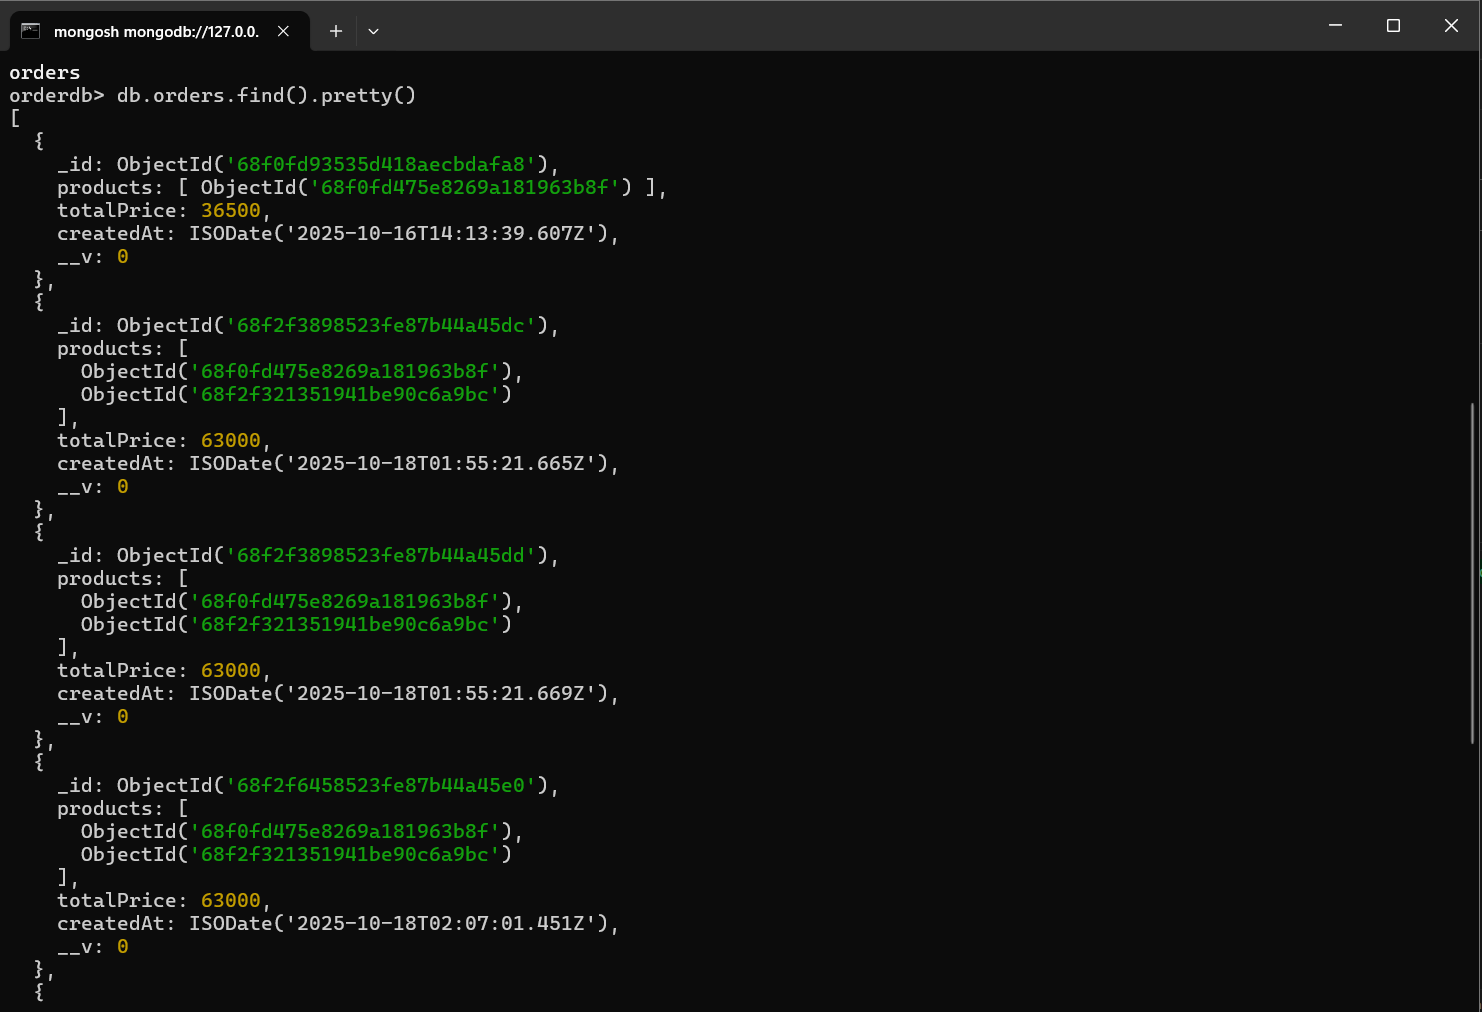 mongosh mongodb://127.0.0.
orders
orderdb> db.orders.find().pretty()
[
  {
    _id: ObjectId('68f0fd93535d418aecbdafa8'),
    products: [ ObjectId('68f0fd475e8269a181963b8f') ],
    totalPrice: 36500,
    createdAt: ISODate('2025-10-16T14:13:39.607Z'),
    __v: 0
  },
  {
    _id: ObjectId('68f2f3898523fe87b44a45dc'),
    products: [
      ObjectId('68f0fd475e8269a181963b8f'),
      ObjectId('68f2f321351941be90c6a9bc')
    ],
    totalPrice: 63000,
    createdAt: ISODate('2025-10-18T01:55:21.665Z'),
    __v: 0
  },
  {
    _id: ObjectId('68f2f3898523fe87b44a45dd'),
    products: [
      ObjectId('68f0fd475e8269a181963b8f'),
      ObjectId('68f2f321351941be90c6a9bc')
    ],
    totalPrice: 63000,
    createdAt: ISODate('2025-10-18T01:55:21.669Z'),
    __v: 0
  },
  {
    _id: ObjectId('68f2f6458523fe87b44a45e0'),
    products: [
      ObjectId('68f0fd475e8269a181963b8f'),
      ObjectId('68f2f321351941be90c6a9bc')
    ],
    totalPrice: 63000,
    createdAt: ISODate('2025-10-18T02:07:01.451Z'),
    __v: 0
  },
  {